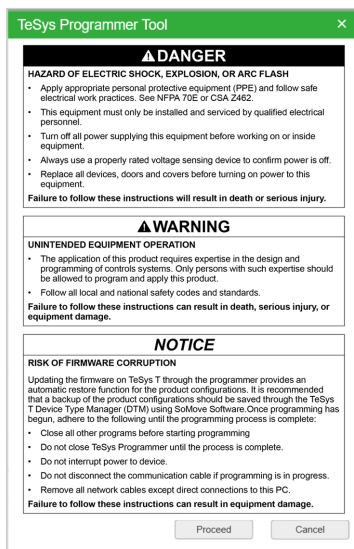 TeSys Programmer Tool ×
⚠DANGER
HAZARD OF ELECTRIC SHOCK, EXPLOSION, OR ARC FLASH
• Apply appropriate personal protective equipment (PPE) and follow safe
electrical work practices. See NFPA 70E or CSA Z462.
• This equipment must only be installed and serviced by qualified electrical
personnel.
• Turn off all power supplying this equipment before working on or inside
equipment.
• Always use a properly rated voltage sensing device to confirm power is off.
• Replace all devices, doors and covers before turning on power to this
equipment.
Failure to follow these instructions will result in death or serious injury.
⚠WARNING
UNINTENDED EQUIPMENT OPERATION
• The application of this product requires expertise in the design and
programming of controls systems. Only persons with such expertise should
be allowed to program and apply this product.
• Follow all local and national safety codes and standards.
Failure to follow these instructions can result in death, serious injury, or
equipment damage.
NOTICE
RISK OF FIRMWARE CORRUPTION
Updating the firmware on TeSys T through the programmer provides an
automatic restore function for the product configurations. It is recommended
that a backup of the product configurations should be saved through the TeSys
T Device Type Manager (DTM) using SoMove Software.Once programming has
begun, adhere to the following until the programming process is complete:
• Close all other programs before starting programming
• Do not close TeSys Programmer until the process is complete.
• Do not interrupt power to device.
• Do not disconnect the communication cable if programming is in progress.
• Remove all network cables except direct connections to this PC.
Failure to follow these instructions can result in equipment damage.
Proceed Cancel